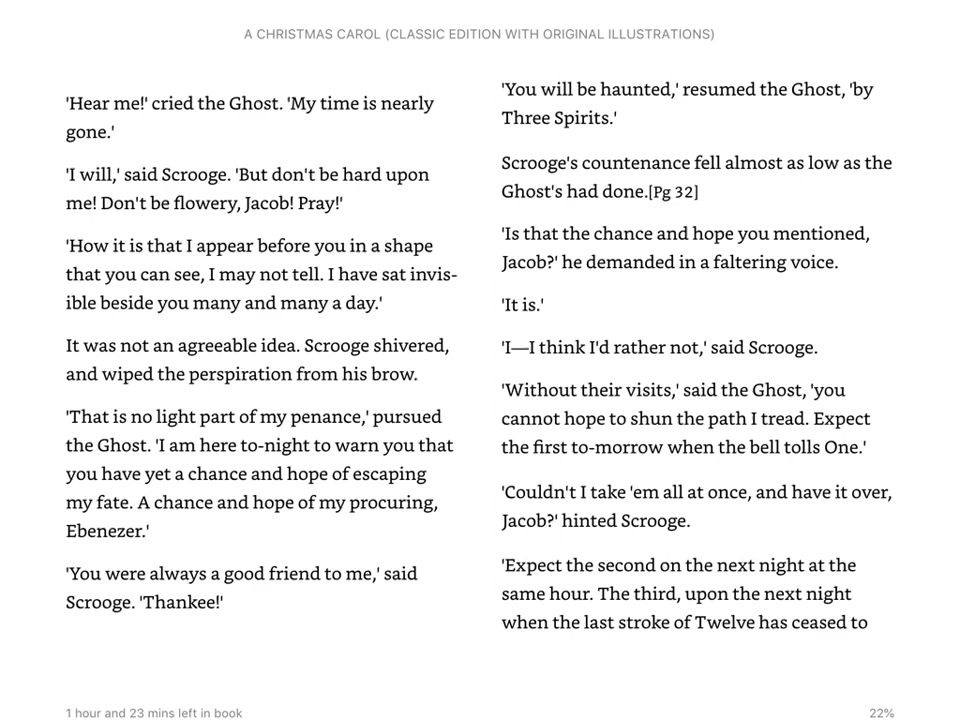 A CHRISTMAS CAROL (CLASSIC EDITION WITH ORIGINAL ILLUSTRATIONS)
'Hear me!' cried the Ghost. 'My time is nearly
gone.'
'I will,' said Scrooge. 'But don't be hard upon
me! Don't be flowery, Jacob! Pray!'
'How it is that I appear before you in a shape
that you can see, I may not tell. I have sat invis-
ible beside you many and many a day.'
It was not an agreeable idea. Scrooge shivered,
and wiped the perspiration from his brow.
'That is no light part of my penance,' pursued
the Ghost. 'I am here to-night to warn you that
you have yet a chance and hope of escaping
my fate. A chance and hope of my procuring,
Ebenezer.'
'You were always a good friend to me,' said
Scrooge. 'Thankee!'
'You will be haunted,' resumed the Ghost, 'by
Three Spirits.'
Scrooge's countenance fell almost as low as the
Ghost's had done.[Pg 32]
'Is that the chance and hope you mentioned,
Jacob?' he demanded in a faltering voice.
'It is.'
'I—I think I'd rather not,' said Scrooge.
'Without their visits,' said the Ghost, 'you
cannot hope to shun the path I tread. Expect
the first to-morrow when the bell tolls One.'
'Couldn't I take 'em all at once, and have it over,
Jacob?' hinted Scrooge.
'Expect the second on the next night at the
same hour. The third, upon the next night
when the last stroke of Twelve has ceased to
1 hour and 23 mins left in book
22%